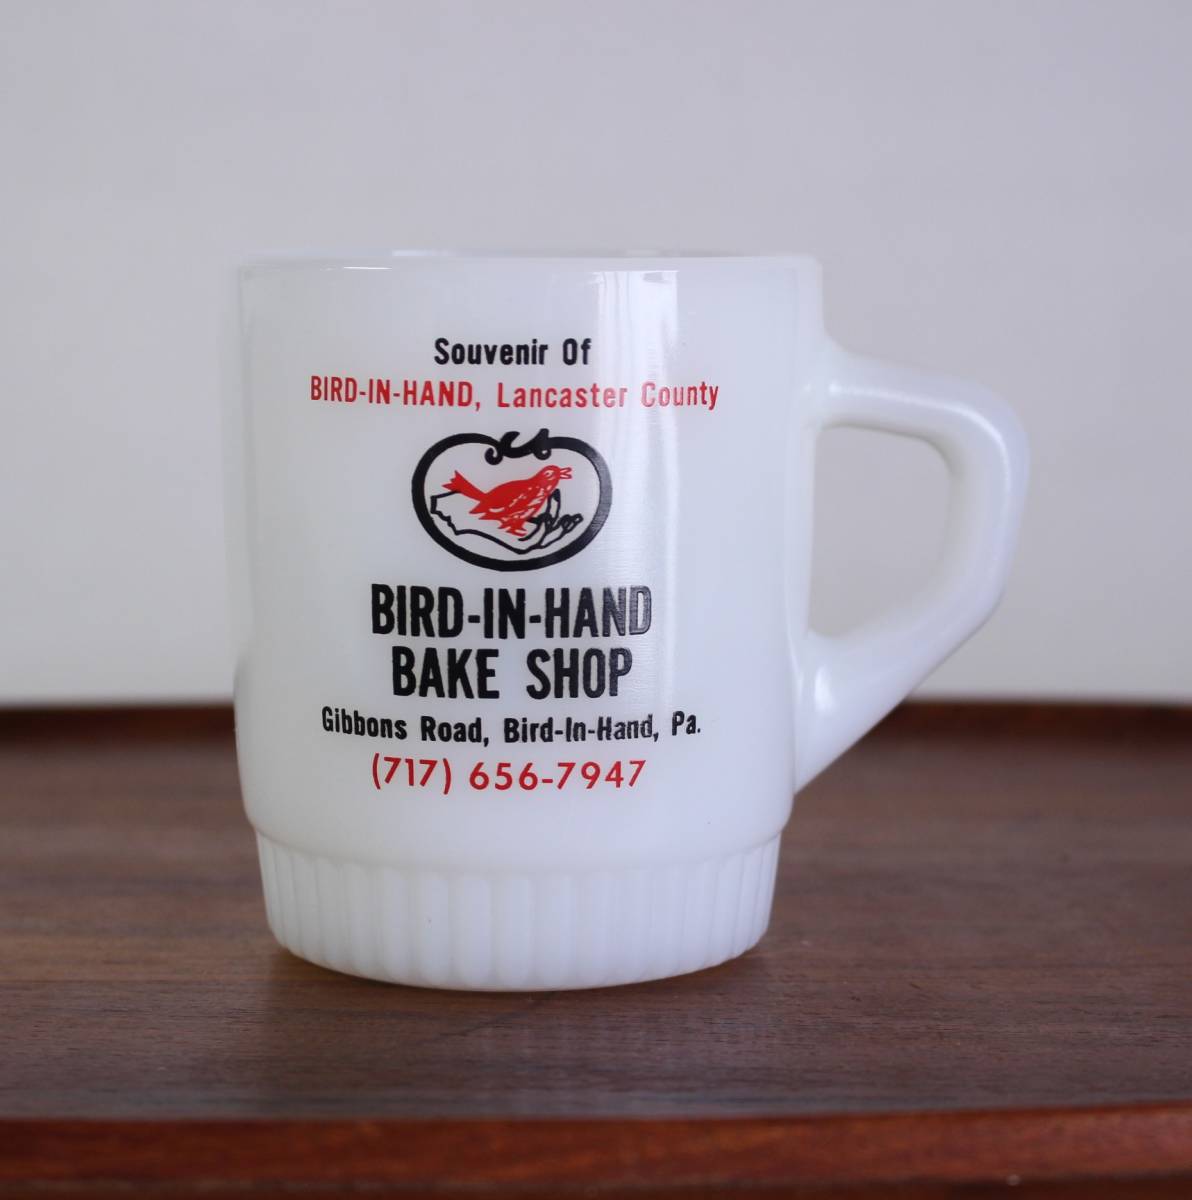 Souvenir Of
BIRD-IN-HAND, Lancaster County
BIRD-IN-HAND
BAKE SHOP
Gibbons Road, Bird-In-Hand, Pa.
(717) 656-7947